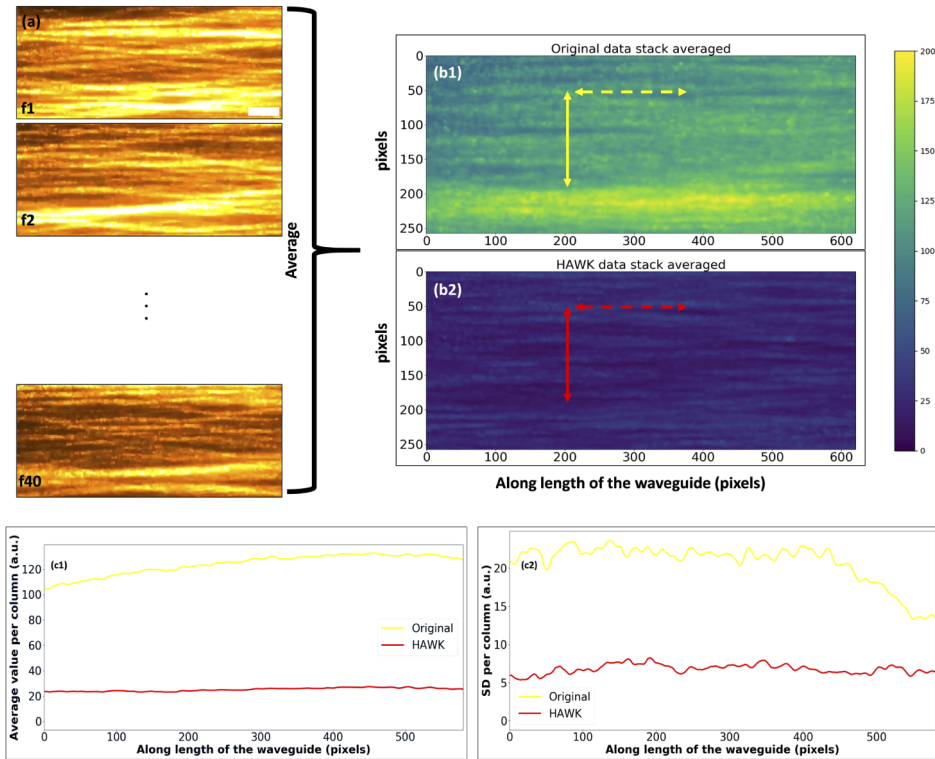 (a)
f1
f2
f40
Average
Original data stack averaged
(b1)
pixels
0
50
100
150
200
250
0 100 200 300 400 500 600
HAWK data stack averaged
(b2)
pixels
0
50
100
150
200
250
0 100 200 300 400 500 600
Along length of the waveguide (pixels)
200
175
150
125
100
75
50
25
0
(c1)
Average value per column (a.u.)
120
100
80
60
40
20
0
Original
HAWK
0 100 200 300 400 500
Along length of the waveguide (pixels)
(c2)
SD per column (a.u.)
20
15
10
5
0
Original
HAWK
0 100 200 300 400 500
Along length of the waveguide (pixels)